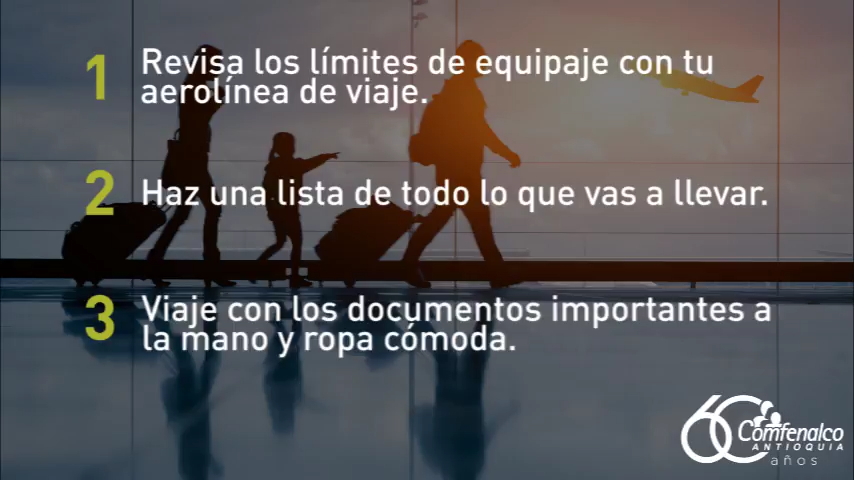 1
Revisa los límites de equipaje con tu
aerolínea de viaje.
2
Haz una lista de todo lo que vas a llevar.
3
Viaje con los documentos importantes a
la mano y ropa cómoda.
60
Comfenalco
ANTIOQUIA
años